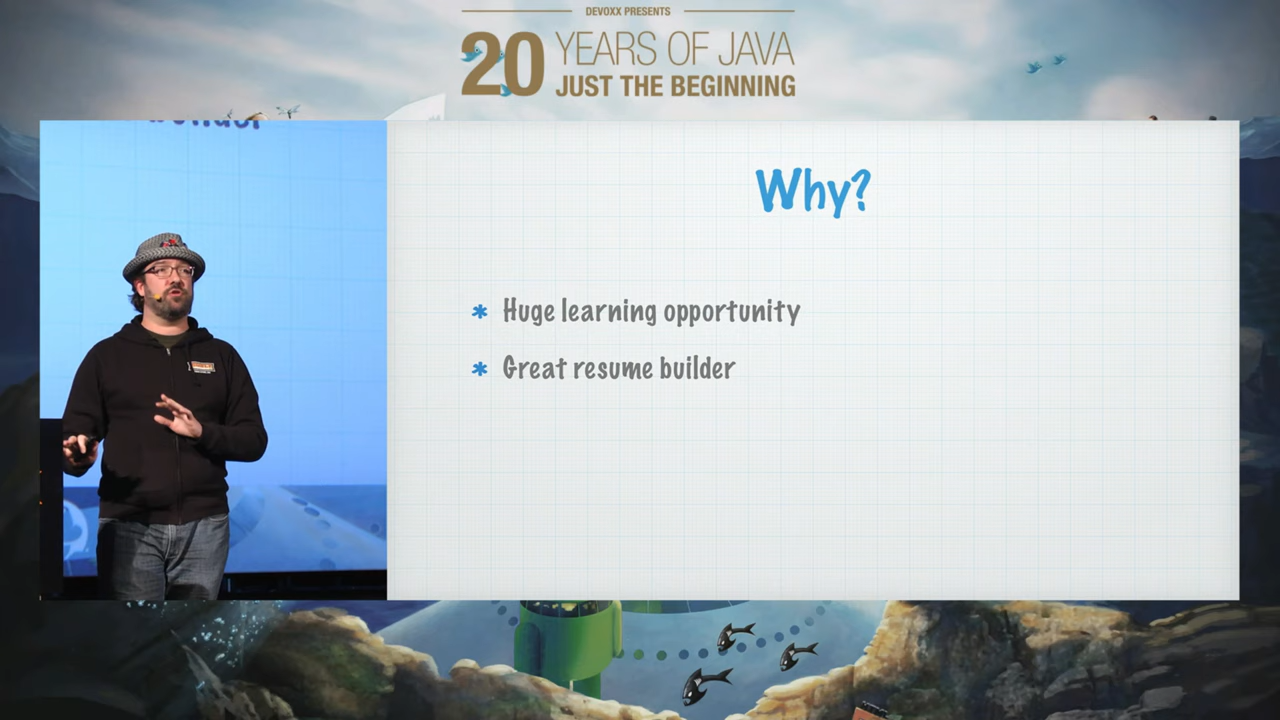 DEVOXX PRESENTS
20 YEARS OF JAVA
JUST THE BEGINNING
Why?
* Huge learning opportunity
* Great resume builder